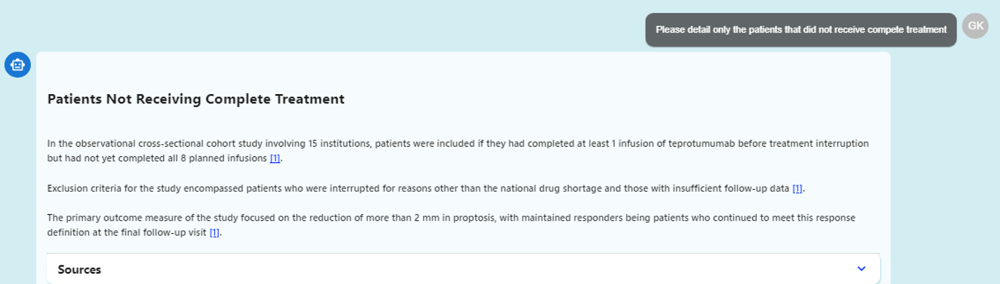 Please detail only the patients that did not receive compete treatment
GK
Patients Not Receiving Complete Treatment
In the observational cross-sectional cohort study involving 15 institutions, patients were included if they had completed at least 1 infusion of teprotumumab before treatment interruption
but had not yet completed all 8 planned infusions [1].
Exclusion criteria for the study encompassed patients who were interrupted for reasons other than the national drug shortage and those with insufficient follow-up data [1].
The primary outcome measure of the study focused on the reduction of more than 2 mm in proptosis, with maintained responders being patients who continued to meet this response
definition at the final follow-up visit [1].
Sources